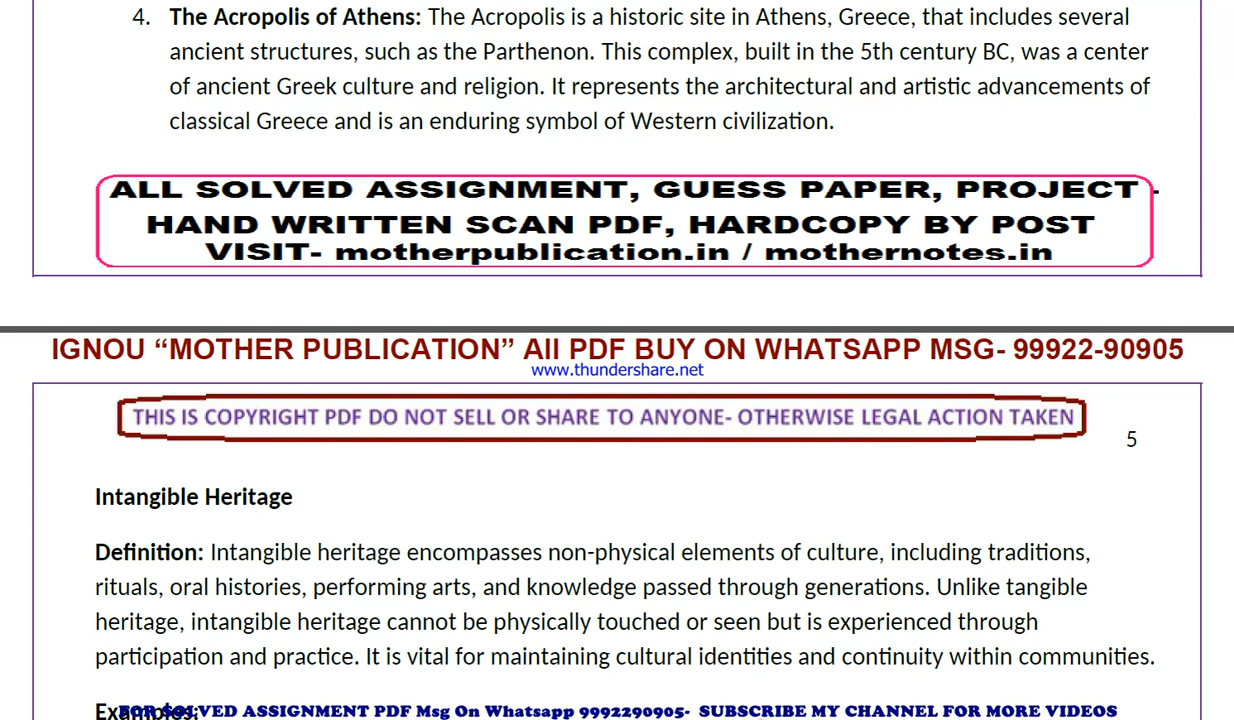 4. The Acropolis of Athens: The Acropolis is a historic site in Athens, Greece, that includes several
ancient structures, such as the Parthenon. This complex, built in the 5th century BC, was a center
of ancient Greek culture and religion. It represents the architectural and artistic advancements of
classical Greece and is an enduring symbol of Western civilization.
ALL SOLVED ASSIGNMENT, GUESS PAPER, PROJECT -
HAND WRITTEN SCAN PDF, HARDCOPY BY POST
VISIT- motherpublication.in / mothernotes.in
IGNOU “MOTHER PUBLICATION” All PDF BUY ON WHATSAPP MSG- 99922-90905
www.thundershare.net
THIS IS COPYRIGHT PDF DO NOT SELL OR SHARE TO ANYONE- OTHERWISE LEGAL ACTION TAKEN
5
Intangible Heritage
Definition: Intangible heritage encompasses non-physical elements of culture, including traditions,
rituals, oral histories, performing arts, and knowledge passed through generations. Unlike tangible
heritage, intangible heritage cannot be physically touched or seen but is experienced through
participation and practice. It is vital for maintaining cultural identities and continuity within communities.
Examples:
FOR SOLVED ASSIGNMENT PDF Msg On Whatsapp 9992290905- SUBSCRIBE MY CHANNEL FOR MORE VIDEOS